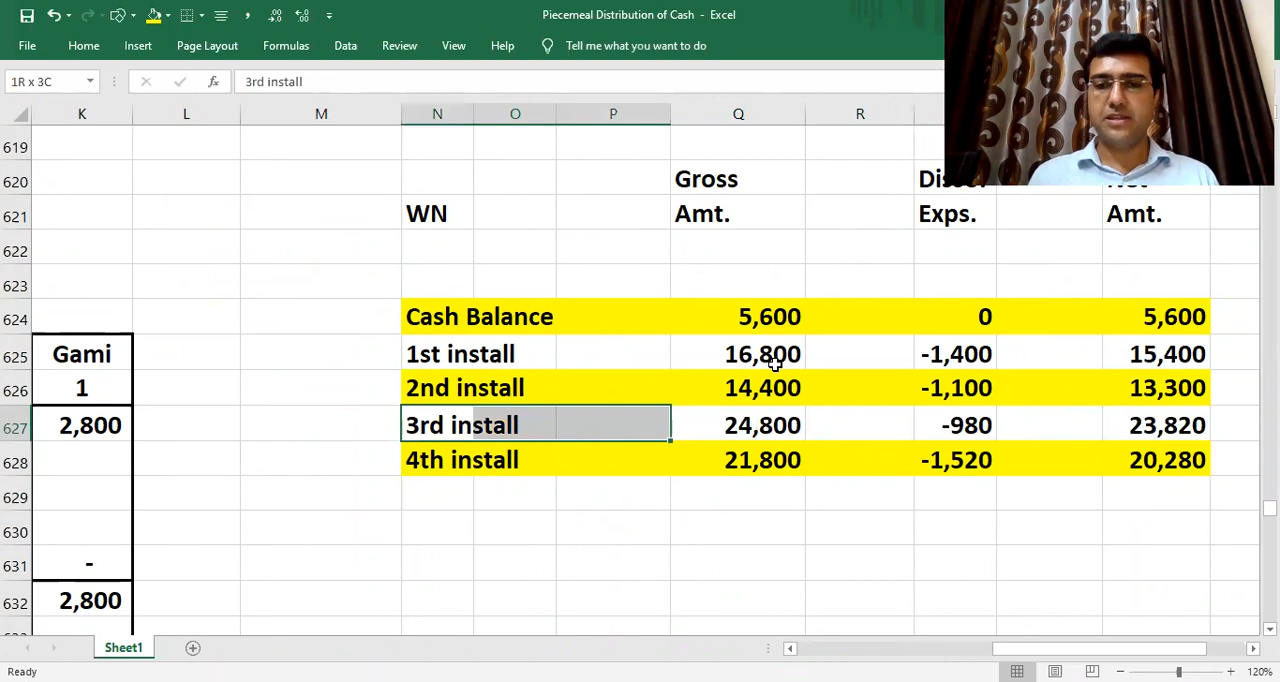 Piecemeal Distribution of Cash - Excel
File Home Insert Page Layout Formulas Data Review View Help Tell me what you want to do
1R x 3C fx 3rd install
K L M N O P Q R
619
620 Gross
621 WN Amt. Exps. Amt.
622
623
624 Cash Balance 5,600 0 5,600
625 Gami 1st install 16,800 -1,400 15,400
626 1 2nd install 14,400 -1,100 13,300
627 2,800 3rd install 24,800 -980 23,820
628 4th install 21,800 -1,520 20,280
629
630
631 -
632 2,800
Sheet1
Ready 120%